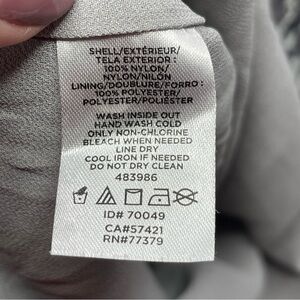 SHELL/EXTÉRIEUR/
TELA EXTERIOR :
100% NYLON/
NYLON/NILÓN
LINING/DOUBLURE/FORRO :
100% POLYESTER/
POLYESTER/POLIÉSTER
WASH INSIDE OUT
HAND WASH COLD
ONLY NON-CHLORINE
BLEACH WHEN NEEDED
LINE DRY
COOL IRON IF NEEDED
DO NOT DRY CLEAN
483986
ID# 70049
CA#57421
RN#77379